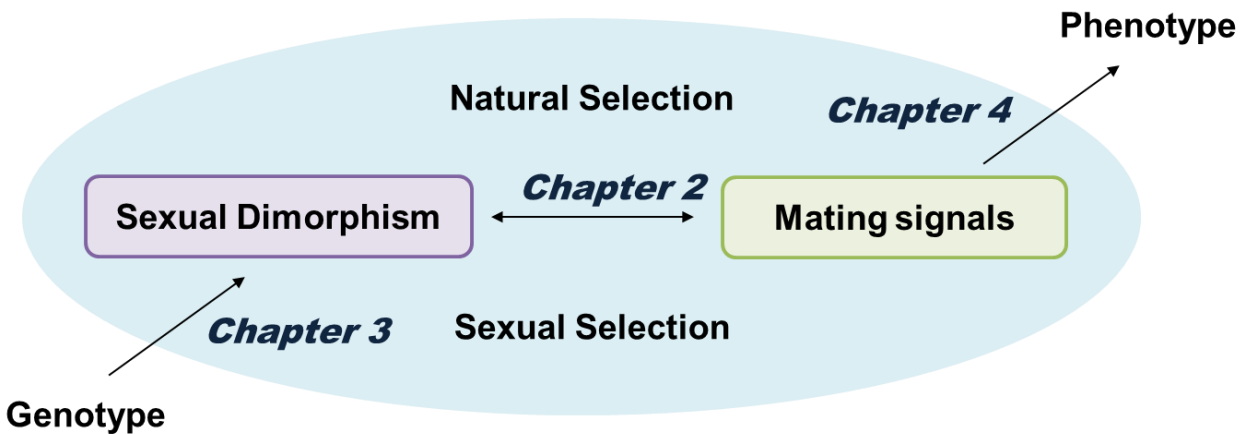 Phenotype
Natural Selection
Chapter 4
Chapter 2
Sexual Dimorphism
Mating signals
Chapter 3
Sexual Selection
Genotype